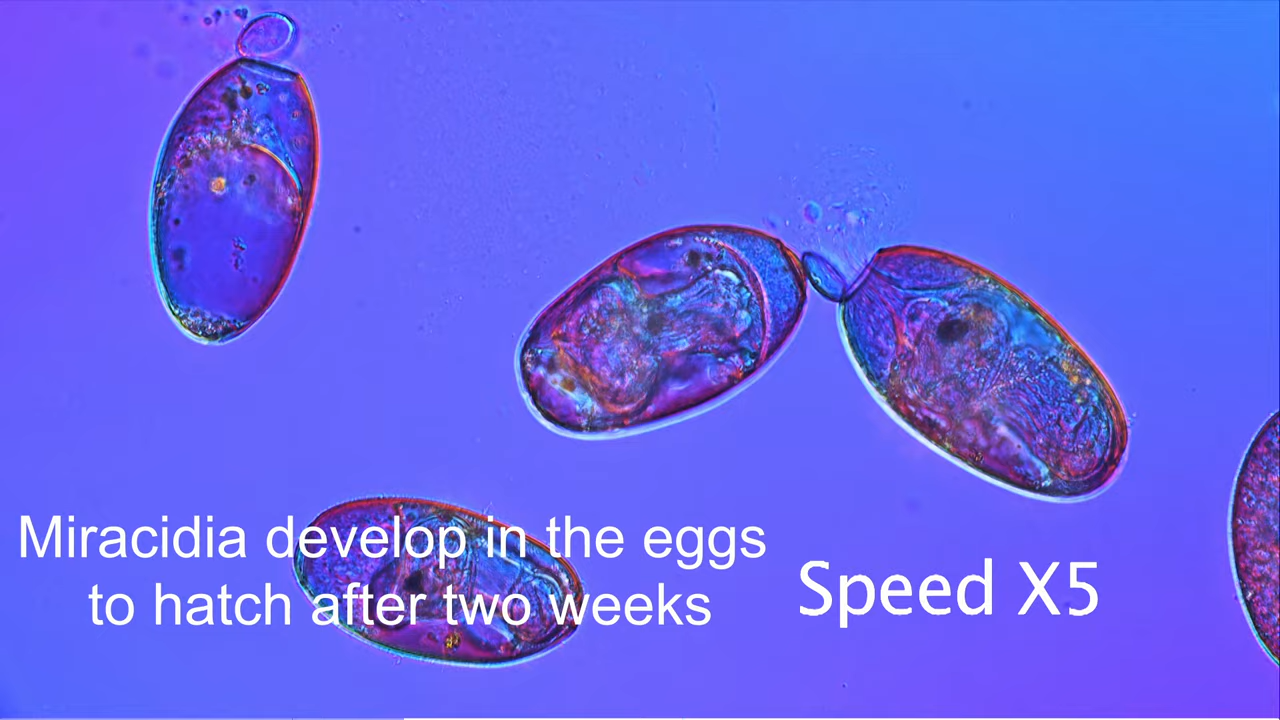 Miracidia develop in the eggs
to hatch after two weeks
Speed X5